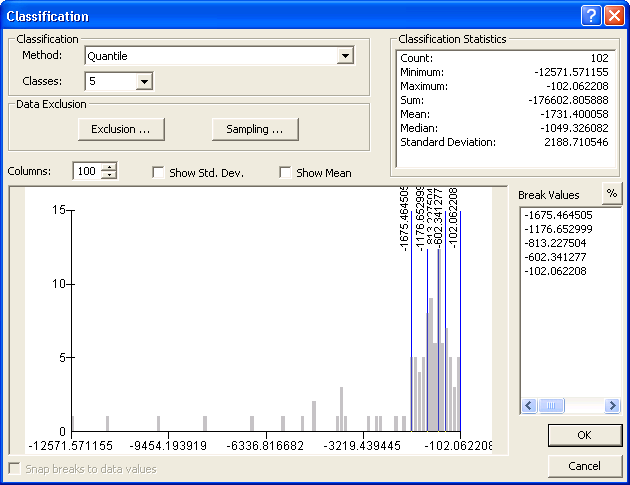 Classification
Classification
Method: Quantile
Classes: 5
Data Exclusion
Exclusion ... Sampling ...
Classification Statistics
Count: 102
Minimum: -12571.571155
Maximum: -102.062208
Sum: -176602.805888
Mean: -1731.400058
Median: -1049.326082
Standard Deviation: 2188.710546
Columns: 100 Show Std. Dev. Show Mean
Break Values %
-1675.464505
-1176.652999
-813.227504
-602.341277
-102.062208
-1675.464505
-1176.652999
-813.227504
-602.341277
-102.062208
15
10
5
0
-12571.571155 -9454.193919 -6336.816682 -3219.439445 -102.062208
Snap breaks to data values
OK
Cancel